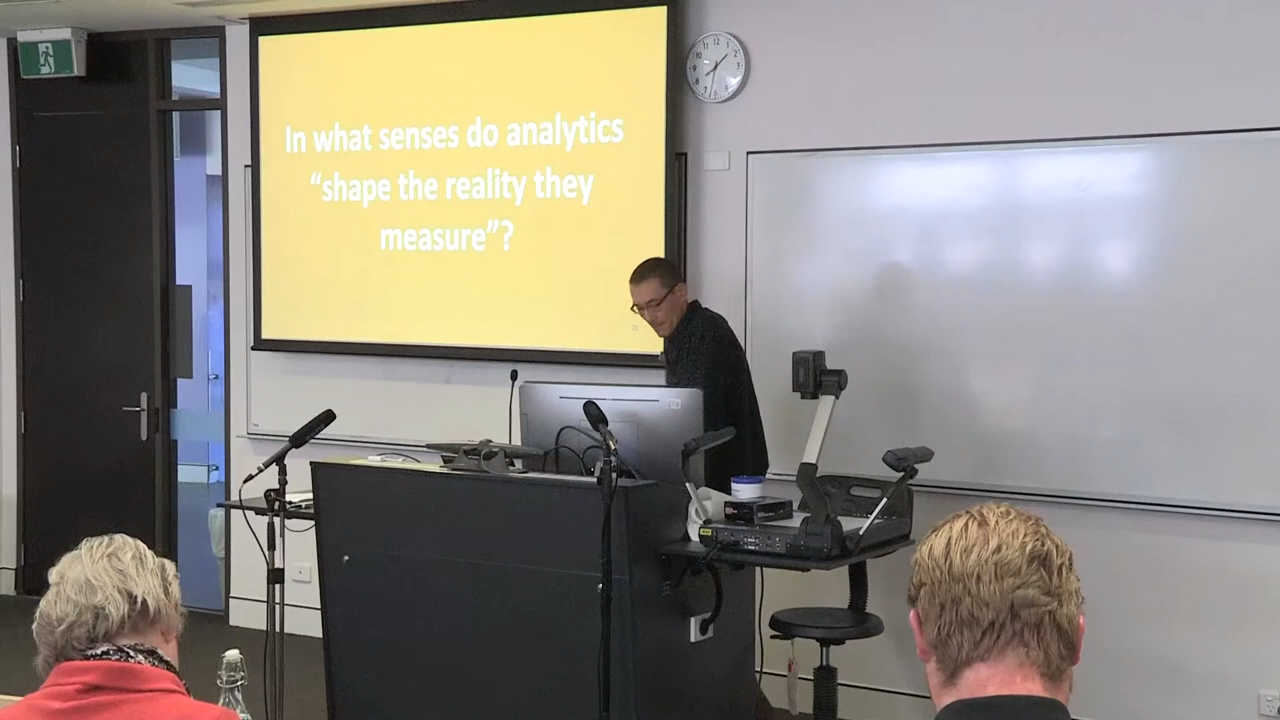 In what senses do analytics
“shape the reality they
measure”?